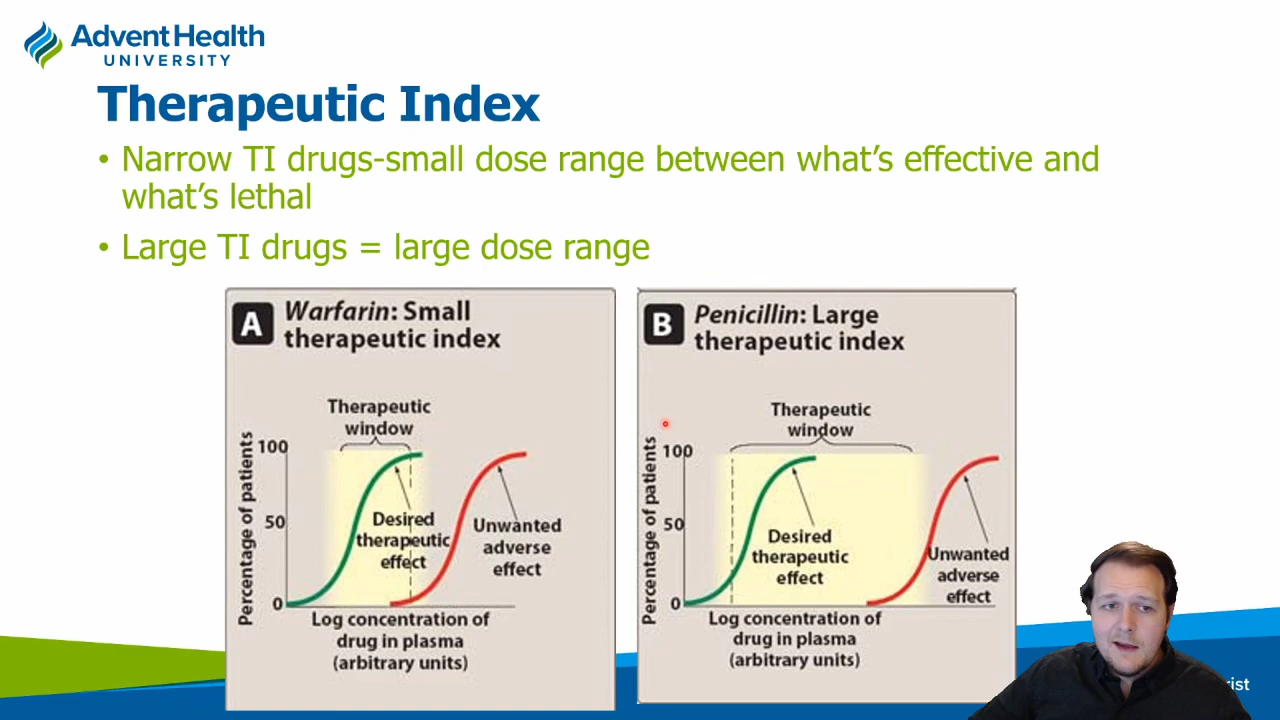 AdventHealth
UNIVERSITY
Therapeutic Index
• Narrow TI drugs-small dose range between what's effective and
what's lethal
• Large TI drugs = large dose range
A
Warfarin: Small
therapeutic index
Therapeutic
window
Percentage of patients
100
50
0
Desired
therapeutic
effect
Unwanted
adverse
effect
Log concentration of
drug in plasma
(arbitrary units)
B
Penicillin: Large
therapeutic index
Therapeutic
window
Percentage of patients
100
50
0
Desired
therapeutic
effect
Unwanted
adverse
effect
Log concentration of
drug in plasma
(arbitrary units)